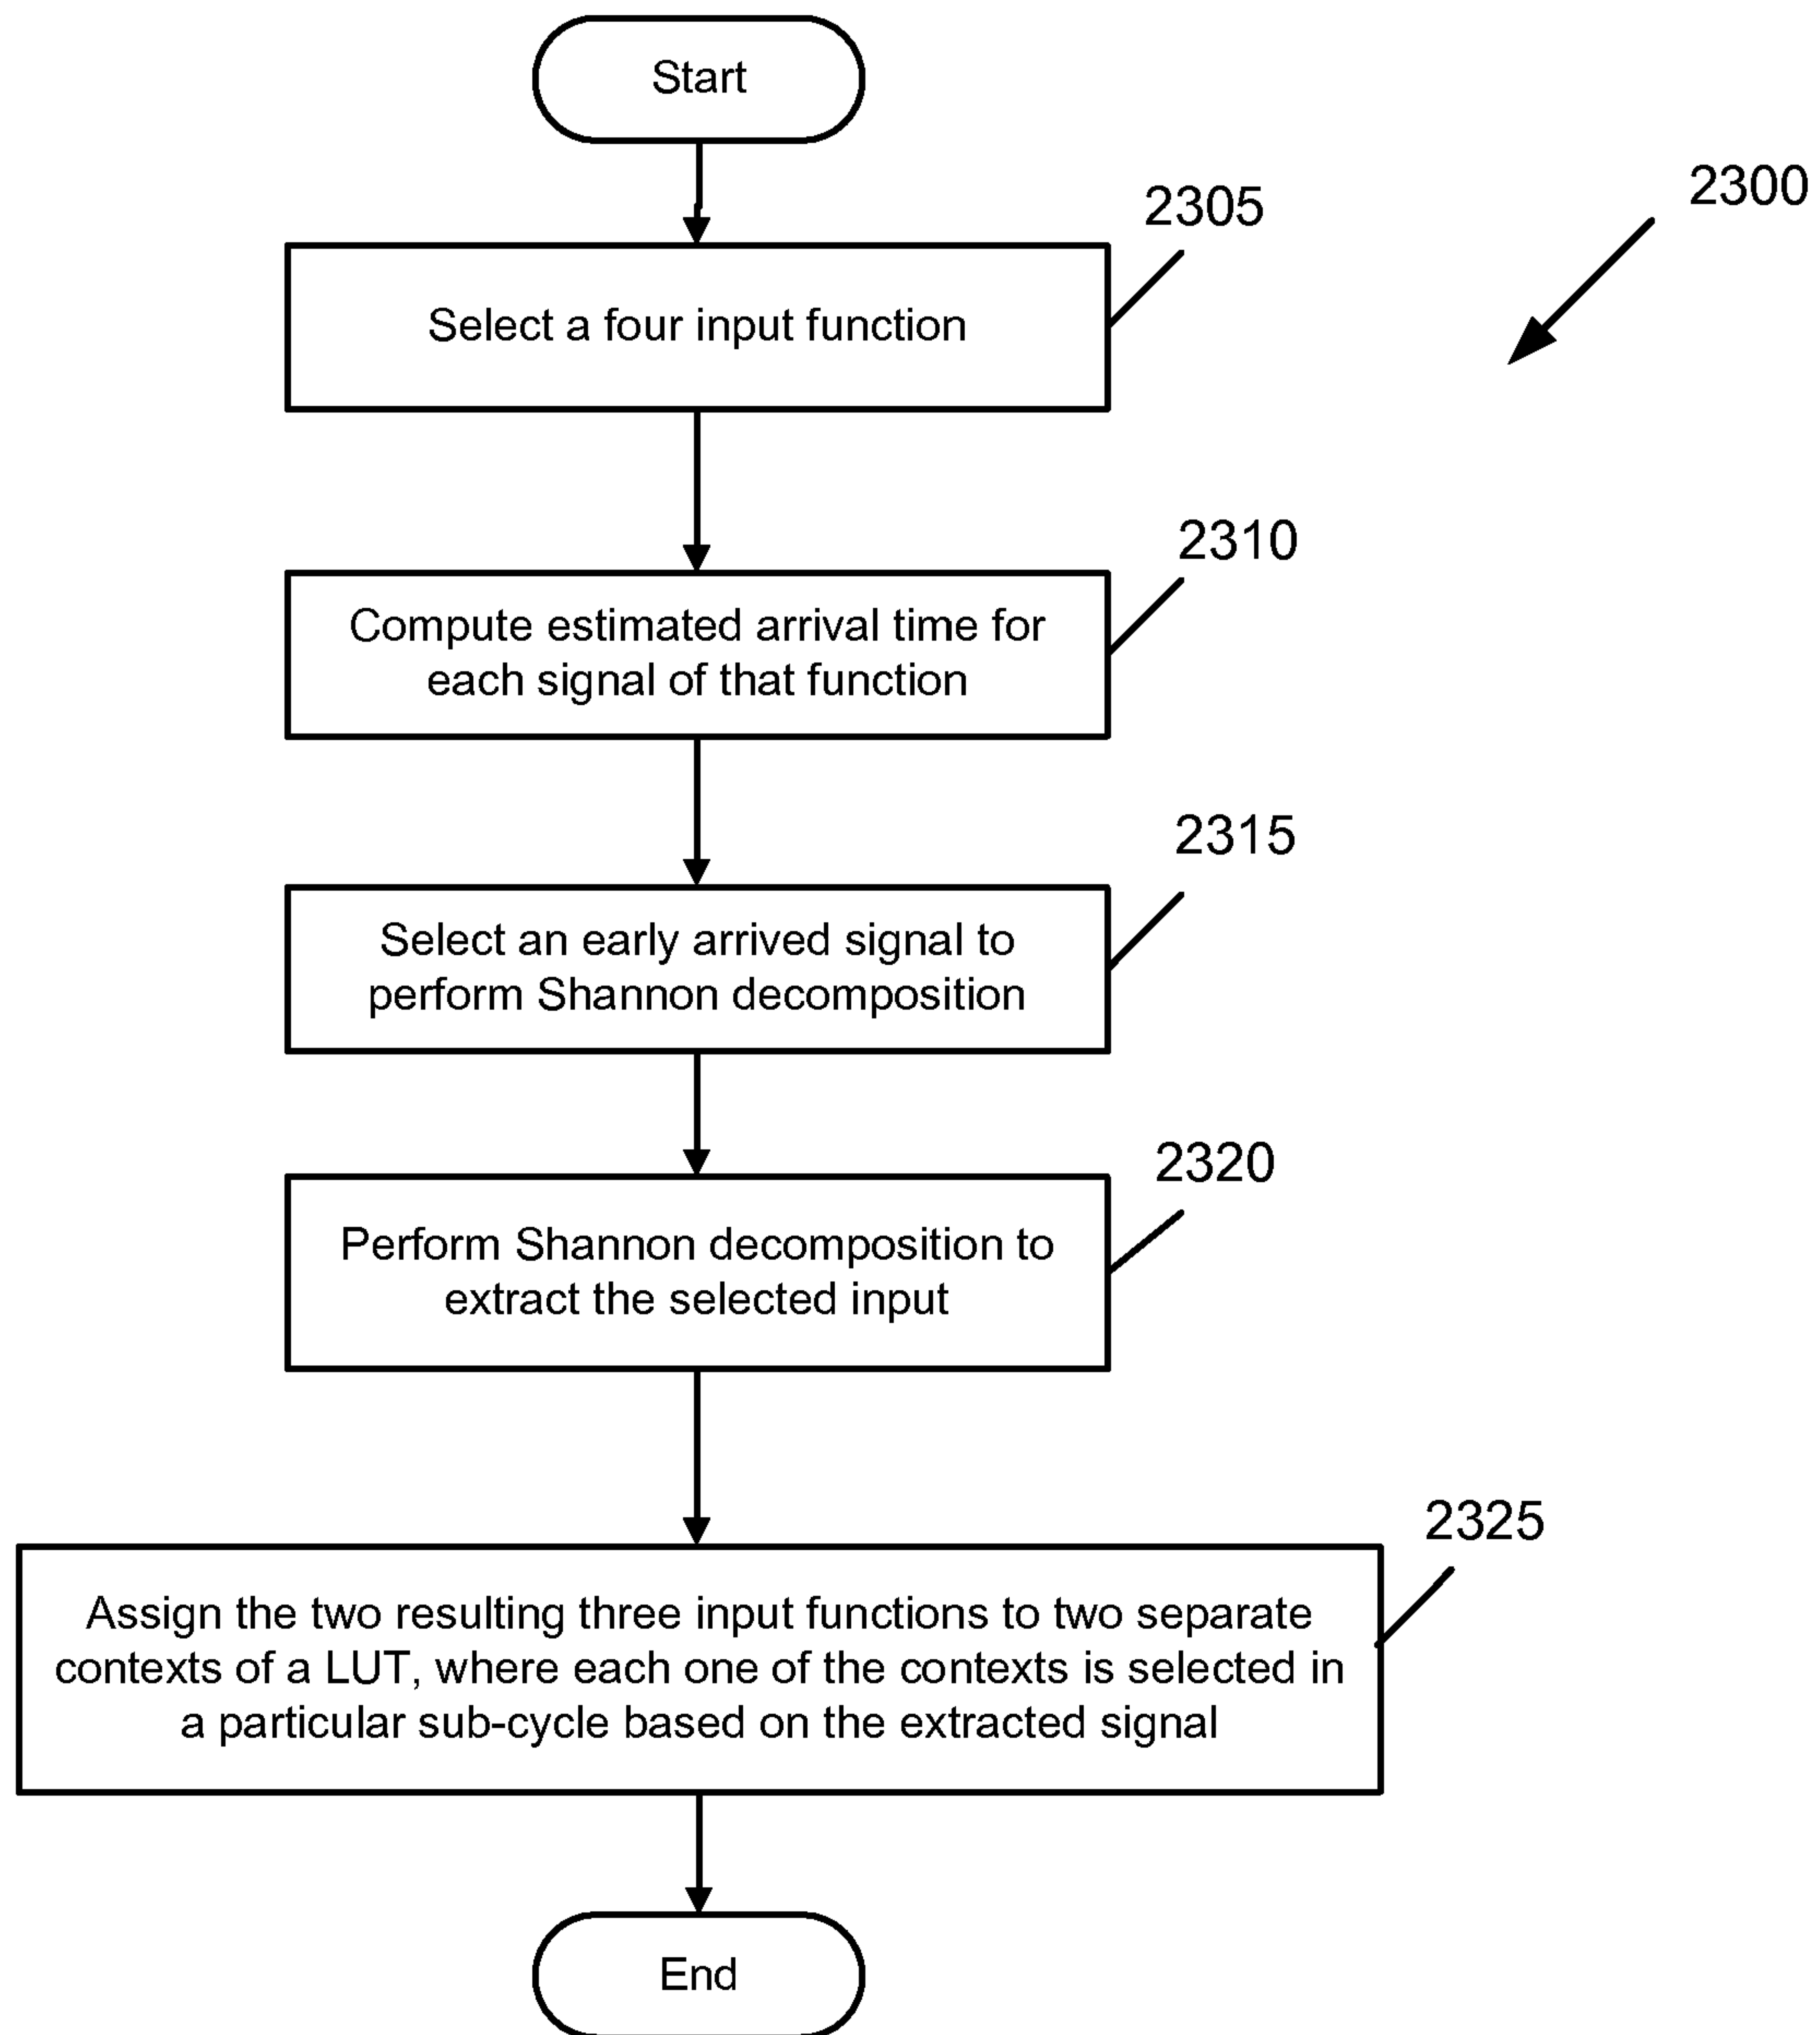 Start
2300
2305
Select a four input function
2310
Compute estimated arrival time for
each signal of that function
2315
Select an early arrived signal to
perform Shannon decomposition
2320
Perform Shannon decomposition to
extract the selected input
2325
Assign the two resulting three input functions to two separate
contexts of a LUT, where each one of the contexts is selected in
a particular sub-cycle based on the extracted signal
End